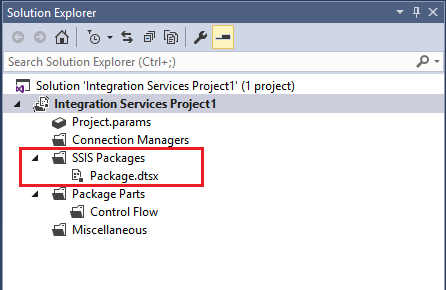 Solution Explorer
Search Solution Explorer (Ctrl+;)
Solution 'Integration Services Project1' (1 project)
Integration Services Project1
Project.params
Connection Managers
SSIS Packages
Package.dtsx
Package Parts
Control Flow
Miscellaneous